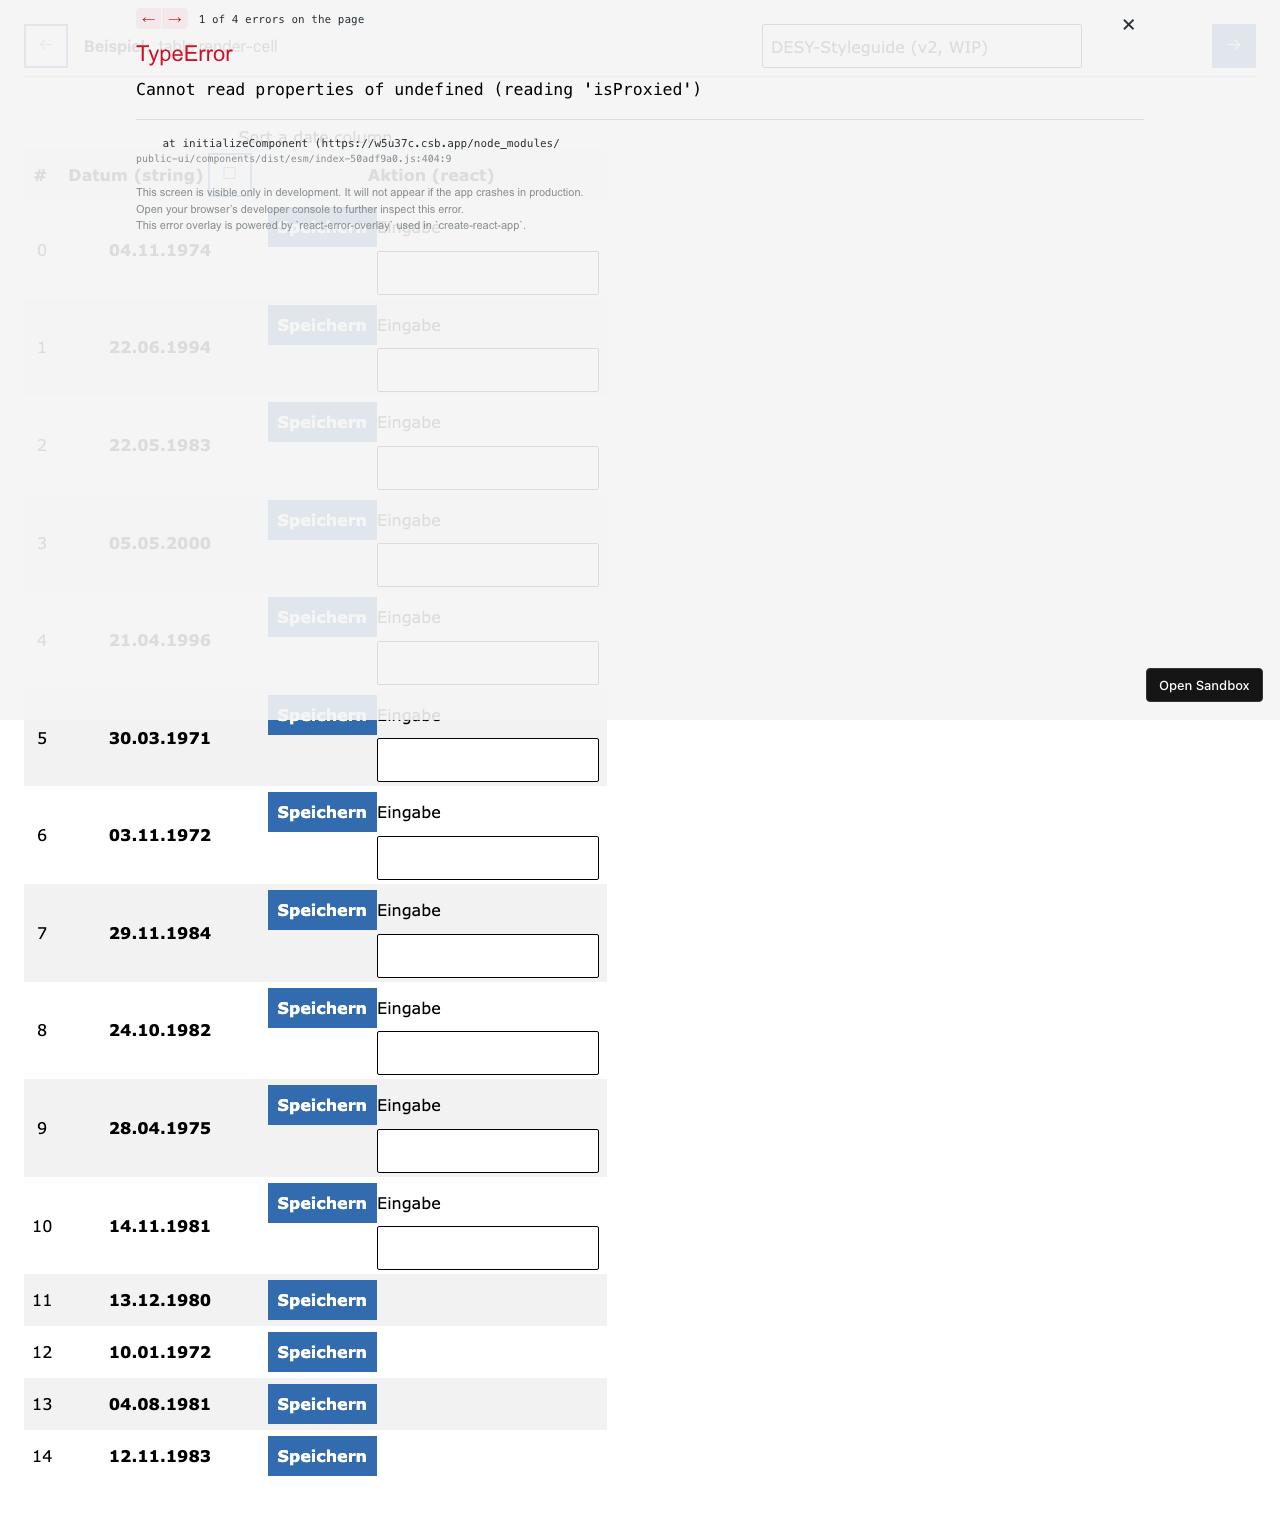 ← → 1 of 4 errors on the page
×
← Beispiel table render-cell DESY-Styleguide (v2, WIP) →
TypeError
Cannot read properties of undefined (reading 'isProxied')
Sort a date column
at initializeComponent (https://w5u37c.csb.app/node_modules/
public-ui/components/dist/esm/index-50adf9a0.js:404:9
# Datum (string) Aktion (react)
This screen is visible only in development. It will not appear if the app crashes in production.
Open your browser's developer console to further inspect this error.
This error overlay is powered by `react-error-overlay` used in `create-react-app`.
Speichern Eingabe
0 04.11.1974
Speichern Eingabe
1 22.06.1994
Speichern Eingabe
2 22.05.1983
Speichern Eingabe
3 05.05.2000
Speichern Eingabe
4 21.04.1996
Open Sandbox
Speichern Eingabe
5 30.03.1971
Speichern Eingabe
6 03.11.1972
Speichern Eingabe
7 29.11.1984
Speichern Eingabe
8 24.10.1982
Speichern Eingabe
9 28.04.1975
Speichern Eingabe
10 14.11.1981
11 13.12.1980 Speichern
12 10.01.1972 Speichern
13 04.08.1981 Speichern
14 12.11.1983 Speichern